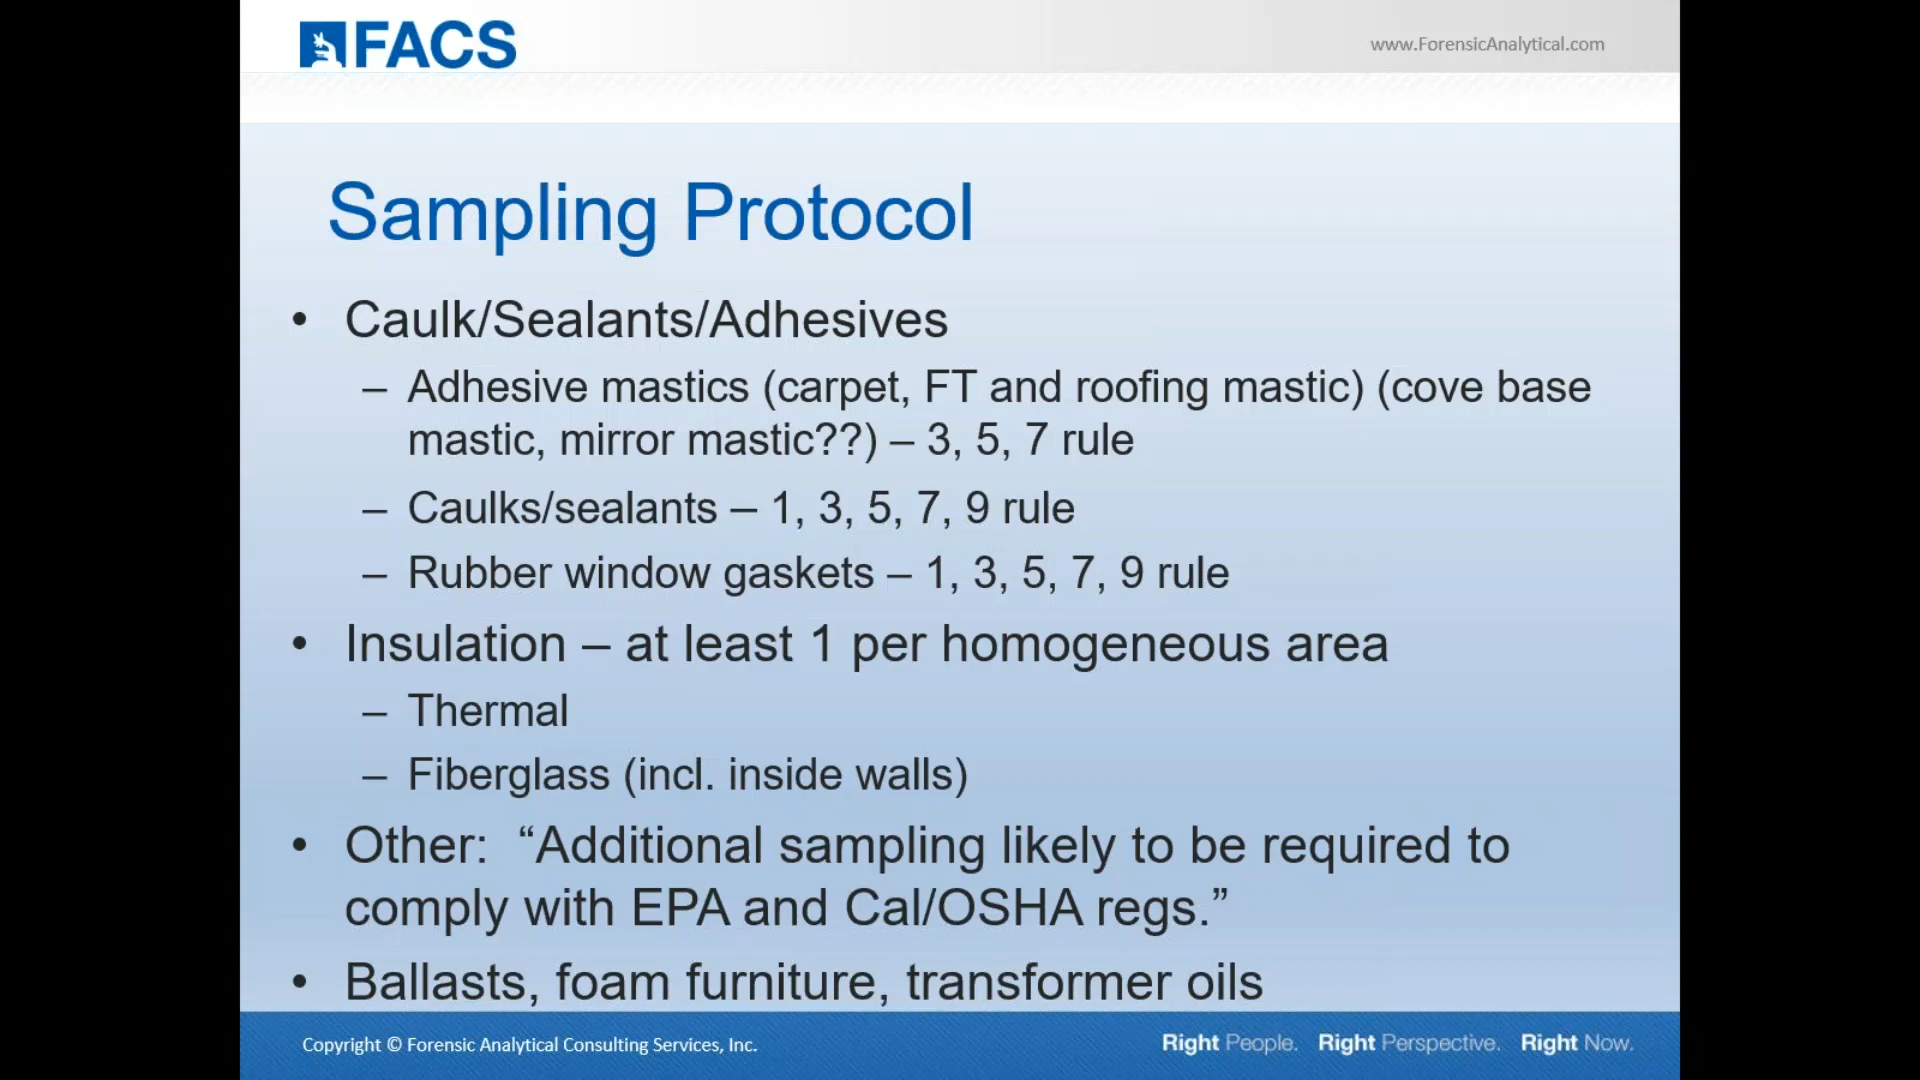 FACS
www.ForensicAnalytical.com
Sampling Protocol
• Caulk/Sealants/Adhesives
– Adhesive mastics (carpet, FT and roofing mastic) (cove base
mastic, mirror mastic??) – 3, 5, 7 rule
– Caulks/sealants – 1, 3, 5, 7, 9 rule
– Rubber window gaskets – 1, 3, 5, 7, 9 rule
• Insulation – at least 1 per homogeneous area
– Thermal
– Fiberglass (incl. inside walls)
• Other: “Additional sampling likely to be required to
comply with EPA and Cal/OSHA regs.”
• Ballasts, foam furniture, transformer oils
Copyright © Forensic Analytical Consulting Services, Inc.
Right People. Right Perspective. Right Now.